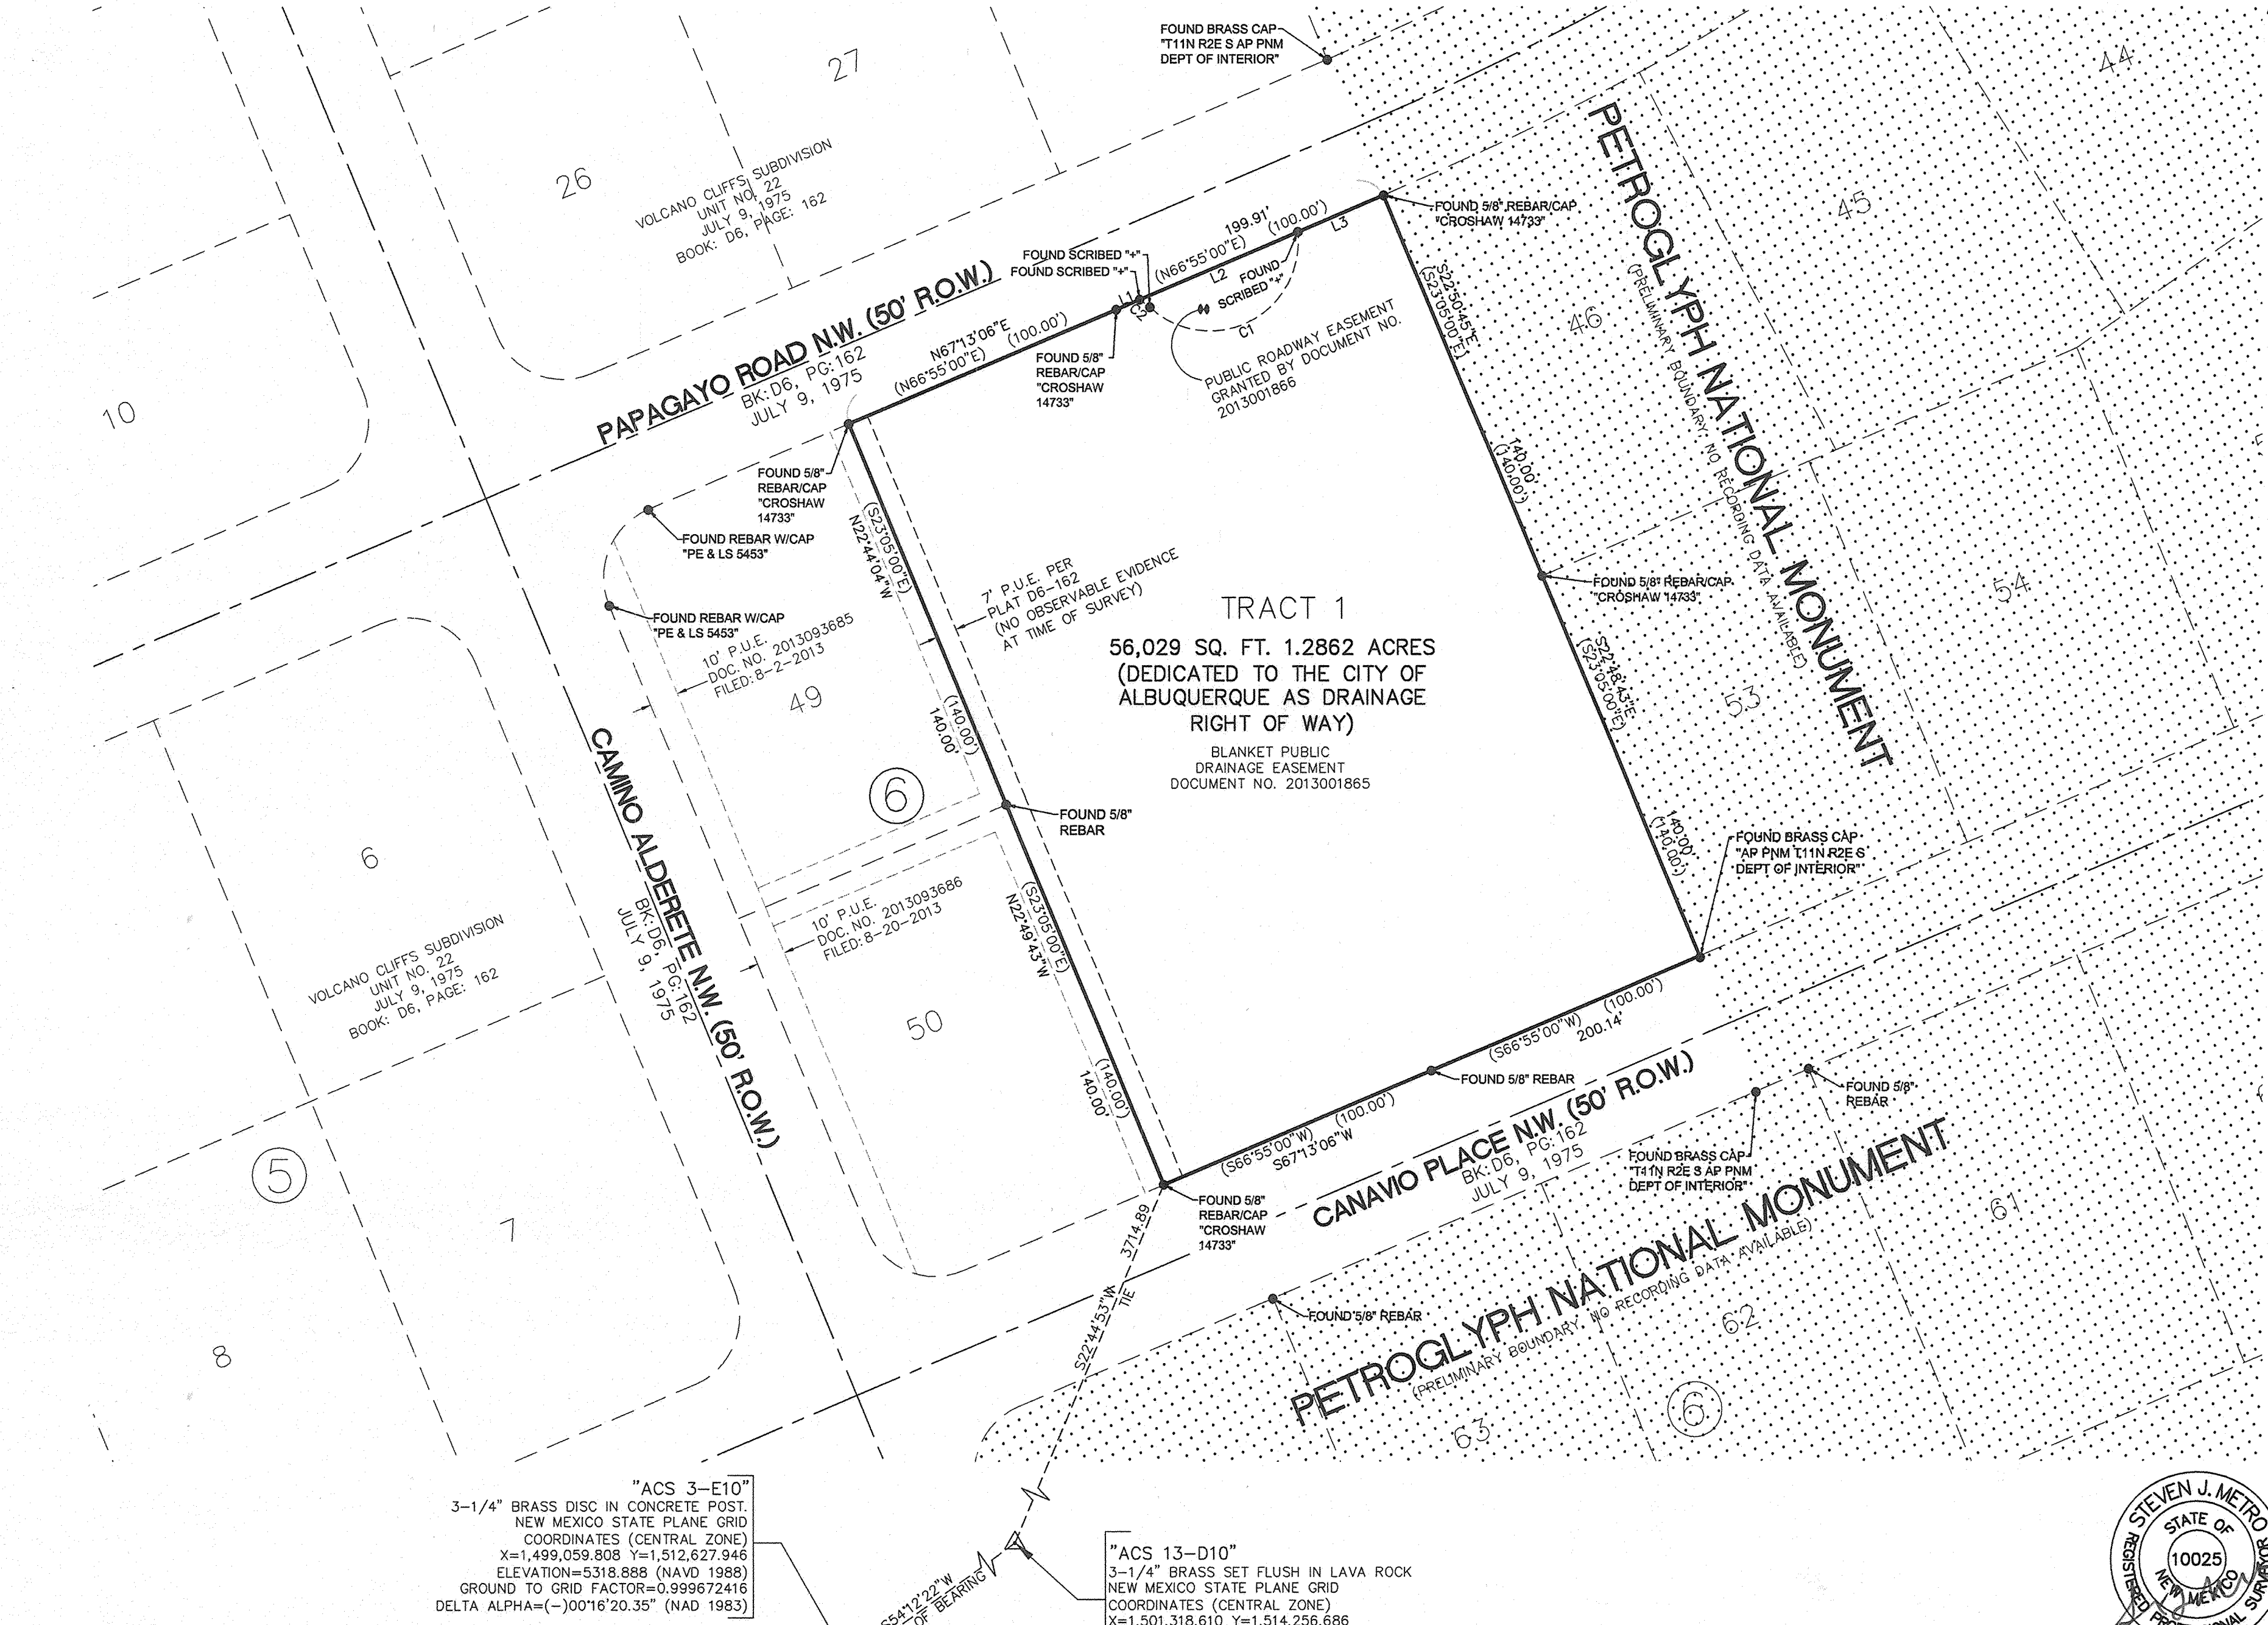 FOUND BRASS CAP
"T11N R2E S AP PNM
DEPT OF INTERIOR"
44
27
26
VOLCANO CLIFFS SUBDIVISION
UNIT NO. 22
JULY 9, 1975
BOOK: D6, PAGE: 162
45
PETROGLYPH NATIONAL MONUMENT
(PRELIMINARY BOUNDARY, NO RECORDING DATA AVAILABLE)
46
FOUND 5/8" REBAR/CAP
"CROSHAW 14733"
199.91'
(N66°55'00"E) (100.00')
L3
L2
L1
C2
C1
FOUND SCRIBED "+"
FOUND SCRIBED "+"
FOUND
SCRIBED "+"
PUBLIC ROADWAY EASEMENT
GRANTED BY DOCUMENT NO.
2013001866
N67°13'06"E
(N66°55'00"E) (100.00')
FOUND 5/8"
REBAR/CAP
"CROSHAW
14733"
PAPAGAYO ROAD N.W. (50' R.O.W.)
BK: D6, PG:162
JULY 9, 1975
10
S22°50'45"E
(S23°05'00"E)
140.00'
(140.00')
FOUND 5/8"
REBAR/CAP
"CROSHAW
14733"
FOUND REBAR W/CAP
"PE & LS 5453"
FOUND REBAR W/CAP
"PE & LS 5453"
(S23°05'00"E)
N22°44'04"W
(140.00')
140.00'
7' P.U.E. PER
PLAT D6-162
(NO OBSERVABLE EVIDENCE
AT TIME OF SURVEY)
TRACT 1
56,029 SQ. FT. 1.2862 ACRES
(DEDICATED TO THE CITY OF
ALBUQUERQUE AS DRAINAGE
RIGHT OF WAY)
BLANKET PUBLIC
DRAINAGE EASEMENT
DOCUMENT NO. 2013001865
FOUND 5/8" REBAR/CAP
"CROSHAW 14733"
54
53
S22°48'43"E
(S23°05'00"E)
140.00'
(140.00')
10' P.U.E.
DOC. NO. 2013093685
FILED: 8-2-2013
49
6
FOUND 5/8"
REBAR
CAMINO ALDERETE N.W. (50' R.O.W.)
BK: D6, PG:162
JULY 9, 1975
6
FOUND BRASS CAP
"AP PNM T11N R2E S
DEPT OF INTERIOR"
10' P.U.E.
DOC. NO. 2013093686
FILED: 8-20-2013
(S23°05'00"E)
N22°49'43"W
(140.00')
140.00'
50
VOLCANO CLIFFS SUBDIVISION
UNIT NO. 22
JULY 9, 1975
BOOK: D6, PAGE: 162
(S66°55'00"W) (100.00')
200.14'
FOUND 5/8" REBAR
(S66°55'00"W) (100.00')
S67°13'06"W
CANAVIO PLACE N.W. (50' R.O.W.)
BK: D6, PG:162
JULY 9, 1975
FOUND 5/8"
REBAR
FOUND BRASS CAP
"T11N R2E S AP PNM
DEPT OF INTERIOR"
5
7
8
FOUND 5/8"
REBAR/CAP
"CROSHAW
14733"
3714.89
S22°44'53"W
TIE
FOUND 5/8" REBAR
PETROGLYPH NATIONAL MONUMENT
(PRELIMINARY BOUNDARY, NO RECORDING DATA AVAILABLE)
61
62
63
6
"ACS 3-E10"
3-1/4" BRASS DISC IN CONCRETE POST.
NEW MEXICO STATE PLANE GRID
COORDINATES (CENTRAL ZONE)
X=1,499,059.808 Y=1,512,627.946
ELEVATION=5318.888 (NAVD 1988)
GROUND TO GRID FACTOR=0.999672416
DELTA ALPHA=(-)00°16'20.35" (NAD 1983)
S54°12'22"W
OF BEARING
"ACS 13-D10"
3-1/4" BRASS SET FLUSH IN LAVA ROCK
NEW MEXICO STATE PLANE GRID
COORDINATES (CENTRAL ZONE)
X=1,501,318.610 Y=1,514,256.686
STEVEN J. METRO
STATE OF
NEW MEXICO
10025
REGISTERED
SURVEYOR